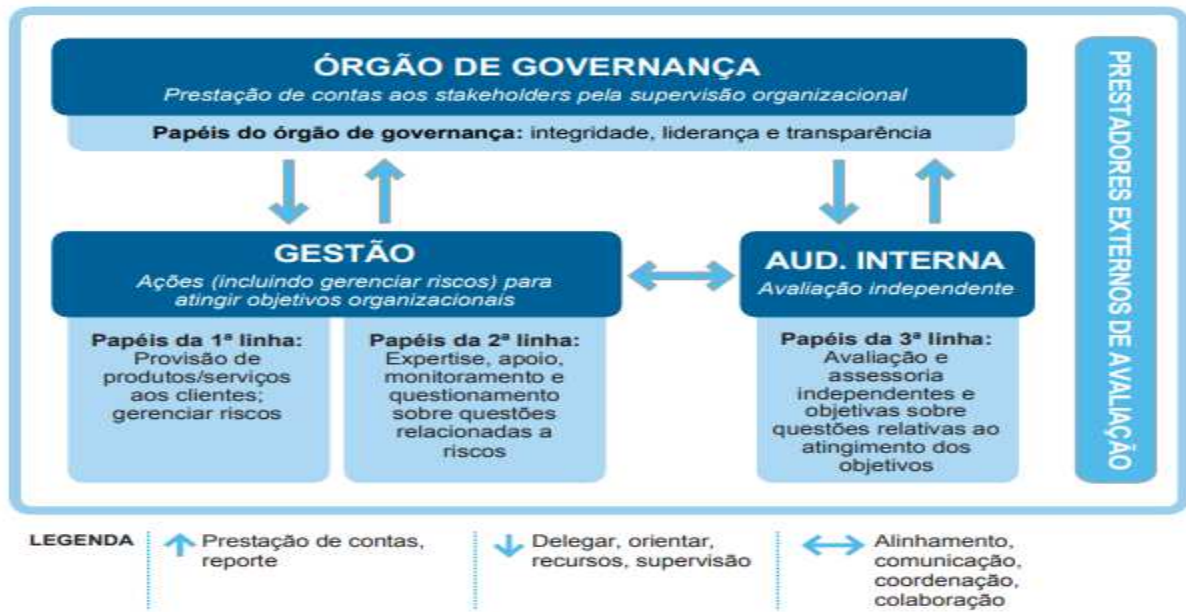 ÓRGÃO DE GOVERNANÇA
Prestação de contas aos stakeholders pela supervisão organizacional
Papéis do órgão de governança: integridade, liderança e transparência
GESTÃO
Ações (incluindo gerenciar riscos) para
atingir objetivos organizacionais
Papéis da 1ª linha:
Provisão de
produtos/serviços
aos clientes;
gerenciar riscos
Papéis da 2ª linha:
Expertise, apoio,
monitoramento e
questionamento
sobre questões
relacionadas a
riscos
AUD. INTERNA
Avaliação independente
Papéis da 3ª linha:
Avaliação e
assessoria
independentes e
objetivas sobre
questões relativas ao
atingimento dos
objetivos
PRESTADORES EXTERNOS DE AVALIAÇÃO
LEGENDA
Prestação de contas,
reporte
Delegar, orientar,
recursos, supervisão
Alinhamento,
comunicação,
coordenação,
colaboração